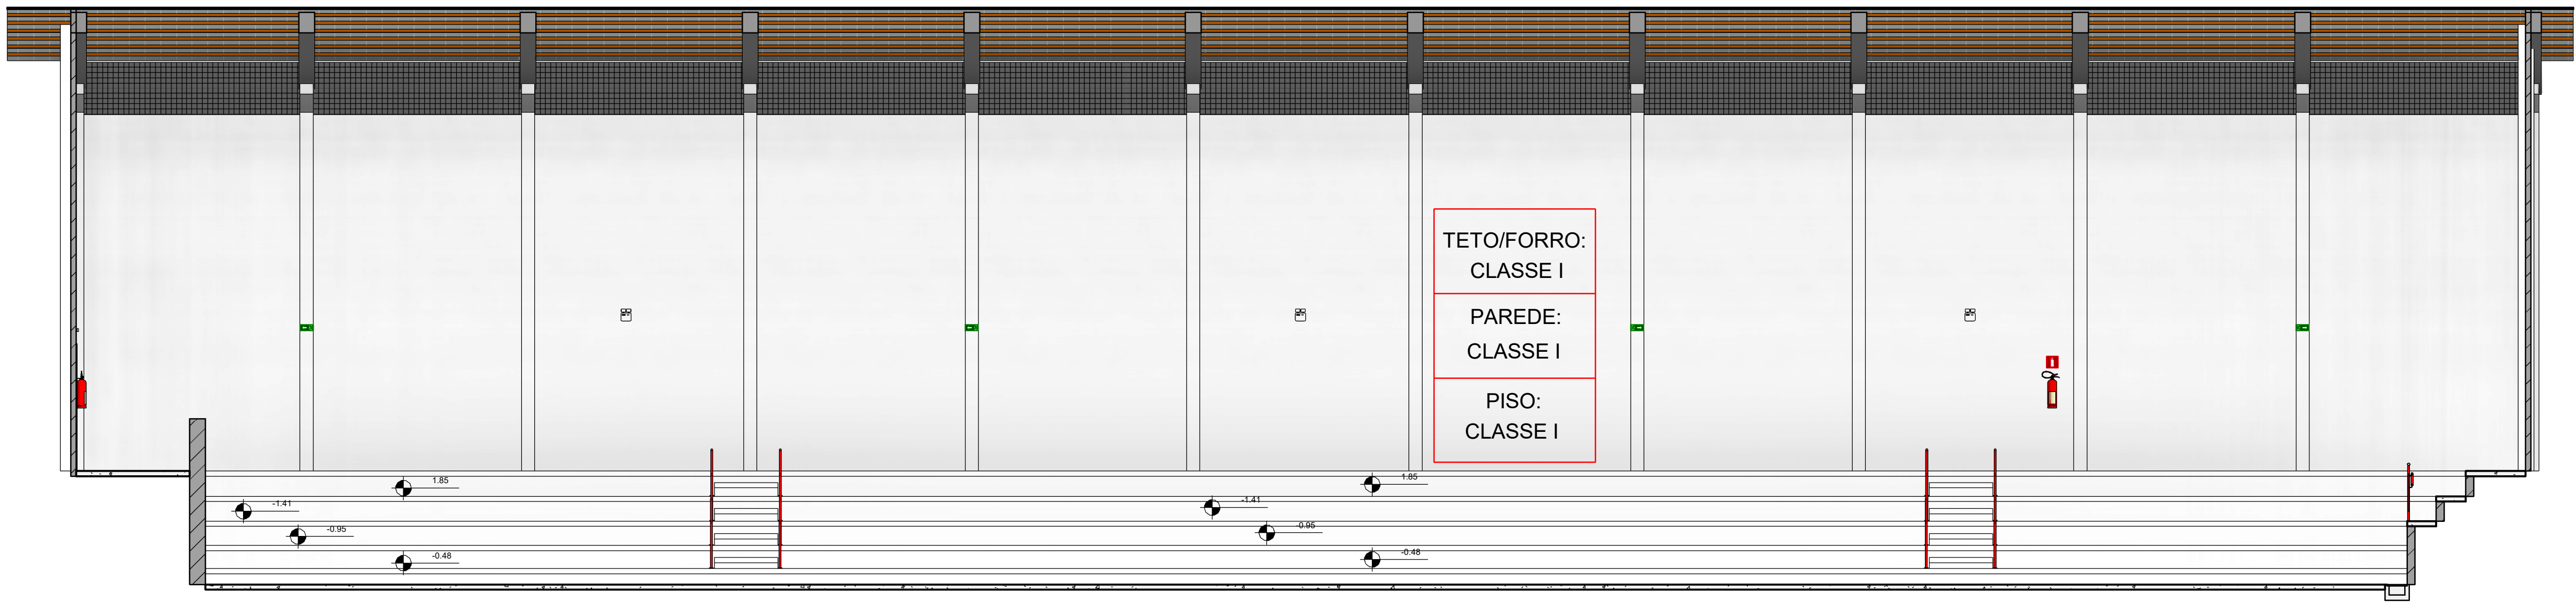 TETO/FORRO:
CLASSE I
PAREDE:
CLASSE I
PISO:
CLASSE I
1.85
-1.41
-0.95
-0.48
1.85
-1.41
-0.95
-0.48